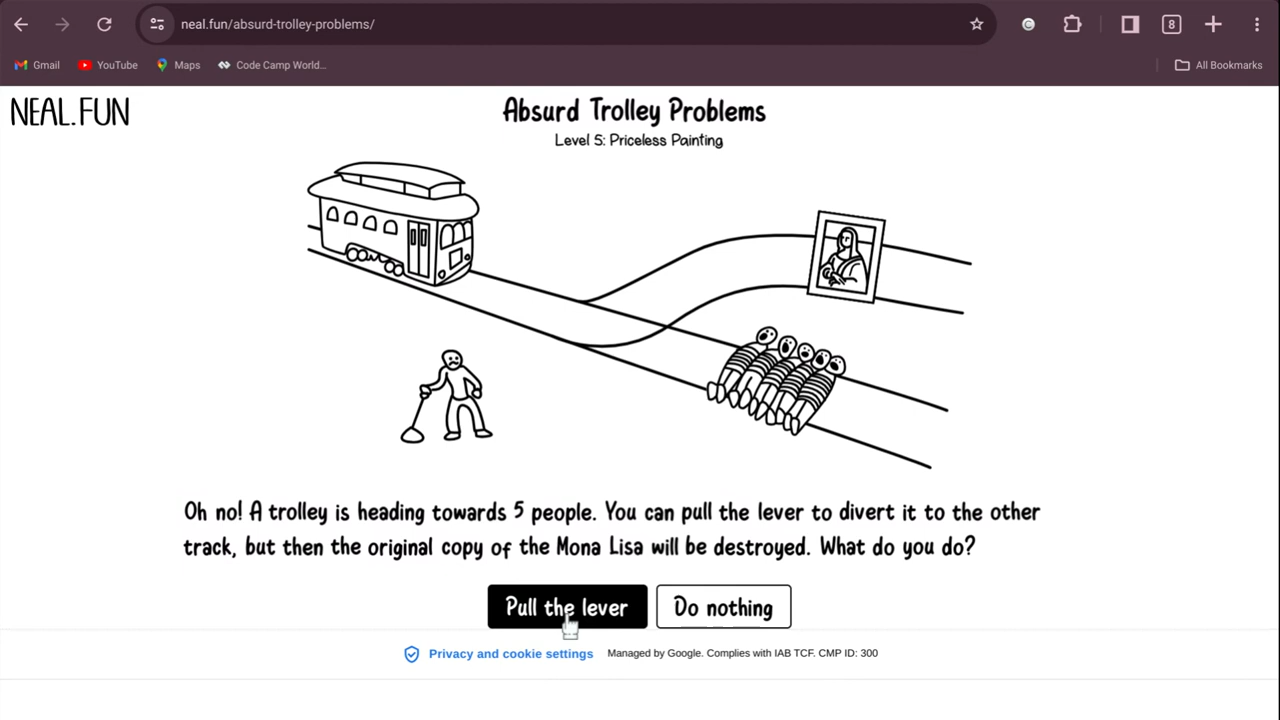 neal.fun/absurd-trolley-problems/
8
Gmail
YouTube
Maps
Code Camp World...
All Bookmarks
NEAL.FUN
Absurd Trolley Problems
Level 5: Priceless Painting
Oh no! A trolley is heading towards 5 people. You can pull the lever to divert it to the other
track, but then the original copy of the Mona Lisa will be destroyed. What do you do?
Pull the lever
Do nothing
Privacy and cookie settings
Managed by Google. Complies with IAB TCF. CMP ID: 300